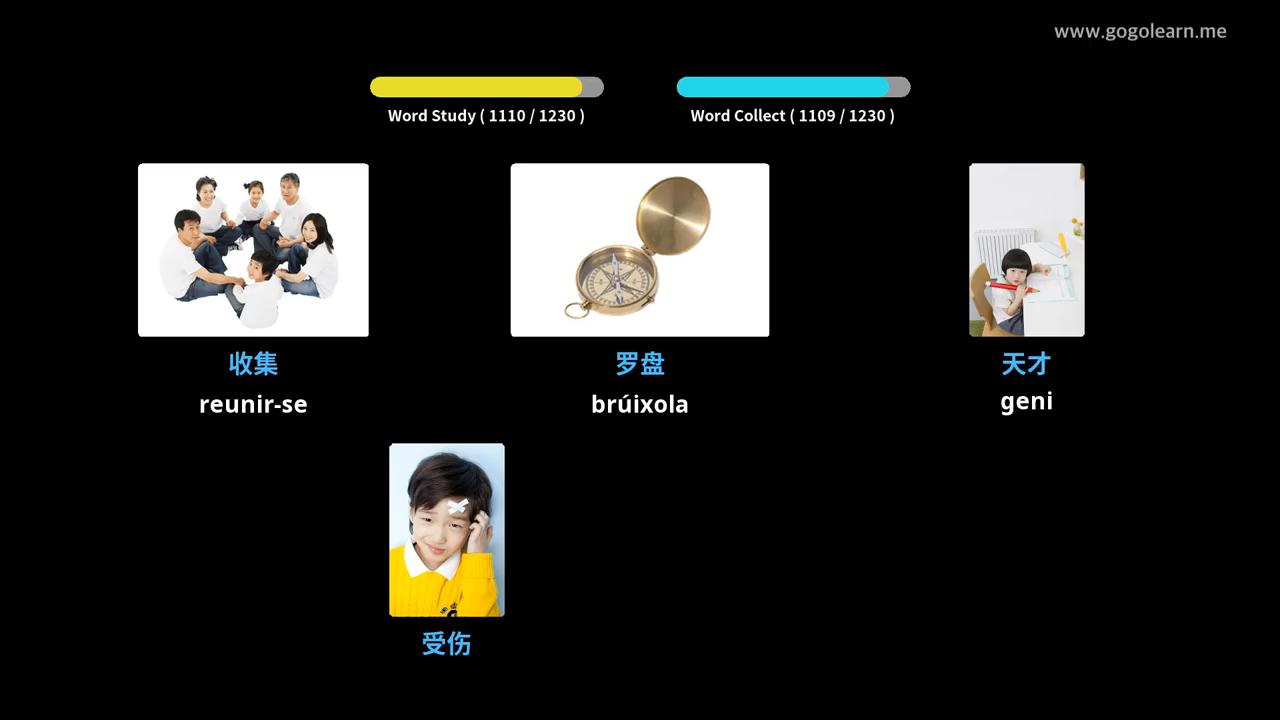 www.gogolearn.me
Word Study ( 1110 / 1230 )
Word Collect ( 1109 / 1230 )
收集
罗盘
天才
reunir-se
brúixola
geni
受伤